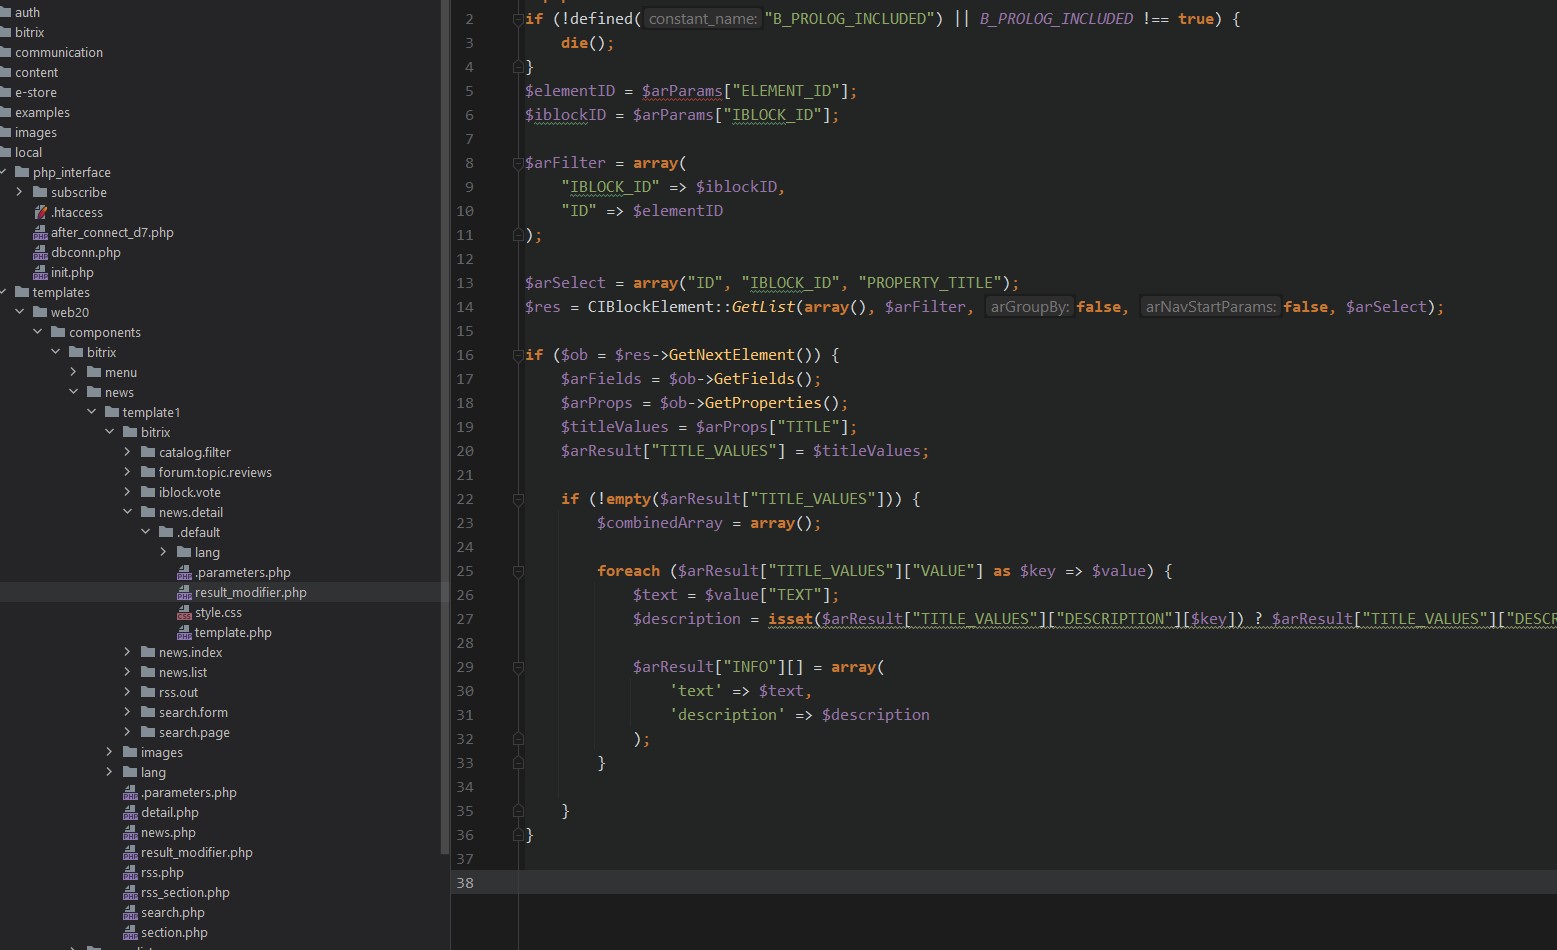 auth
bitrix
communication
content
e-store
examples
images
local
php_interface
subscribe
.htaccess
after_connect_d7.php
dbconn.php
init.php
templates
web20
components
bitrix
menu
news
template1
bitrix
catalog.filter
forum.topic.reviews
iblock.vote
news.detail
.default
lang
.parameters.php
result_modifier.php
style.css
template.php
news.index
news.list
rss.out
search.form
search.page
images
lang
.parameters.php
detail.php
news.php
result_modifier.php
rss.php
rss_section.php
search.php
section.php
2 if (!defined( constant_name: "B_PROLOG_INCLUDED") || B_PROLOG_INCLUDED !== true) {
3 die();
4 }
5 $elementID = $arParams["ELEMENT_ID"];
6 $iblockID = $arParams["IBLOCK_ID"];
7
8 $arFilter = array(
9 "IBLOCK_ID" => $iblockID,
10 "ID" => $elementID
11 );
12
13 $arSelect = array("ID", "IBLOCK_ID", "PROPERTY_TITLE");
14 $res = CIBlockElement::GetList(array(), $arFilter, arGroupBy: false, arNavStartParams: false, $arSelect);
15
16 if ($ob = $res->GetNextElement()) {
17 $arFields = $ob->GetFields();
18 $arProps = $ob->GetProperties();
19 $titleValues = $arProps["TITLE"];
20 $arResult["TITLE_VALUES"] = $titleValues;
21
22 if (!empty($arResult["TITLE_VALUES"])) {
23 $combinedArray = array();
24
25 foreach ($arResult["TITLE_VALUES"]["VALUE"] as $key => $value) {
26 $text = $value["TEXT"];
27 $description = isset($arResult["TITLE_VALUES"]["DESCRIPTION"][$key]) ? $arResult["TITLE_VALUES"]["DESCR
28
29 $arResult["INFO"][] = array(
30 'text' => $text,
31 'description' => $description
32 );
33 }
34
35 }
36 }
37
38